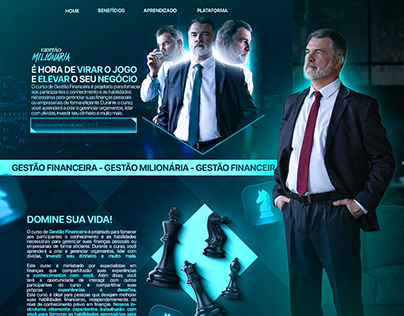 HOME
BENEFÍCIOS
APRENDIZADO
PLATAFORMA
GESTÃO
MILIONÁRIA
É HORA DE VIRAR O JOGO
E ELEVAR O SEU NEGÓCIO
O curso de Gestão Financeira é projetado para fornecer
aos participantes o conhecimento e as habilidades
necessárias para gerenciar suas finanças pessoais
ou empresariais de forma eficiente. Durante o curso,
você aprenderá a criar e gerenciar orçamentos, lidar
com dívidas, investir seu dinheiro e muito mais.
GESTÃO FINANCEIRA - GESTÃO MILIONÁRIA - GESTÃO FINANCEIRA
DOMINE SUA VIDA!
O curso de Gestão Financeira é projetado para fornecer
aos participantes o conhecimento e as habilidades
necessárias para gerenciar suas finanças pessoais ou
empresariais de forma eficiente. Durante o curso, você
aprenderá a criar e gerenciar orçamentos, lidar com
dívidas, investir seu dinheiro e muito mais.
Este curso é ministrado por especialistas em
finanças que compartilharão suas experiências
e conhecimentos com você. Além disso, você
terá a oportunidade de interagir com outros
participantes do curso e compartilhar suas
próprias experiências e desafios.
Este curso é ideal para pessoas que desejam melhorar
suas habilidades financeiras, independentemente do
nível de conhecimento prévio em finanças. Nossos ins-
trutores altamente experientes trabalharão com
você para fornecer as habilidades necessárias para